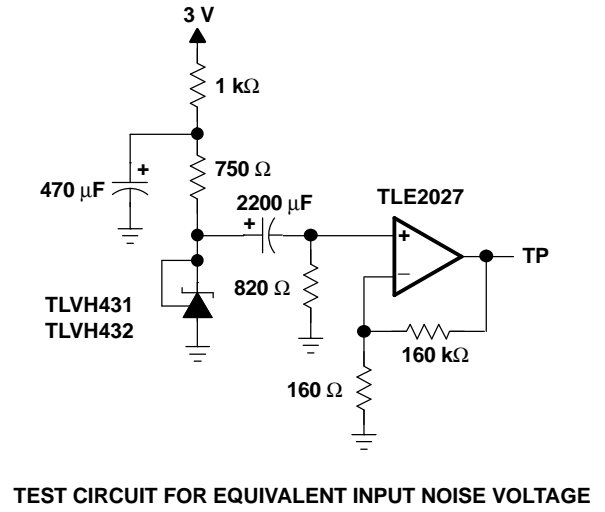 3 V
1 kΩ
+
750 Ω
470 μF
2200 μF
+
TLE2027
+
−
TP
820 Ω
TLVH431
TLVH432
160 kΩ
160 Ω
TEST CIRCUIT FOR EQUIVALENT INPUT NOISE VOLTAGE